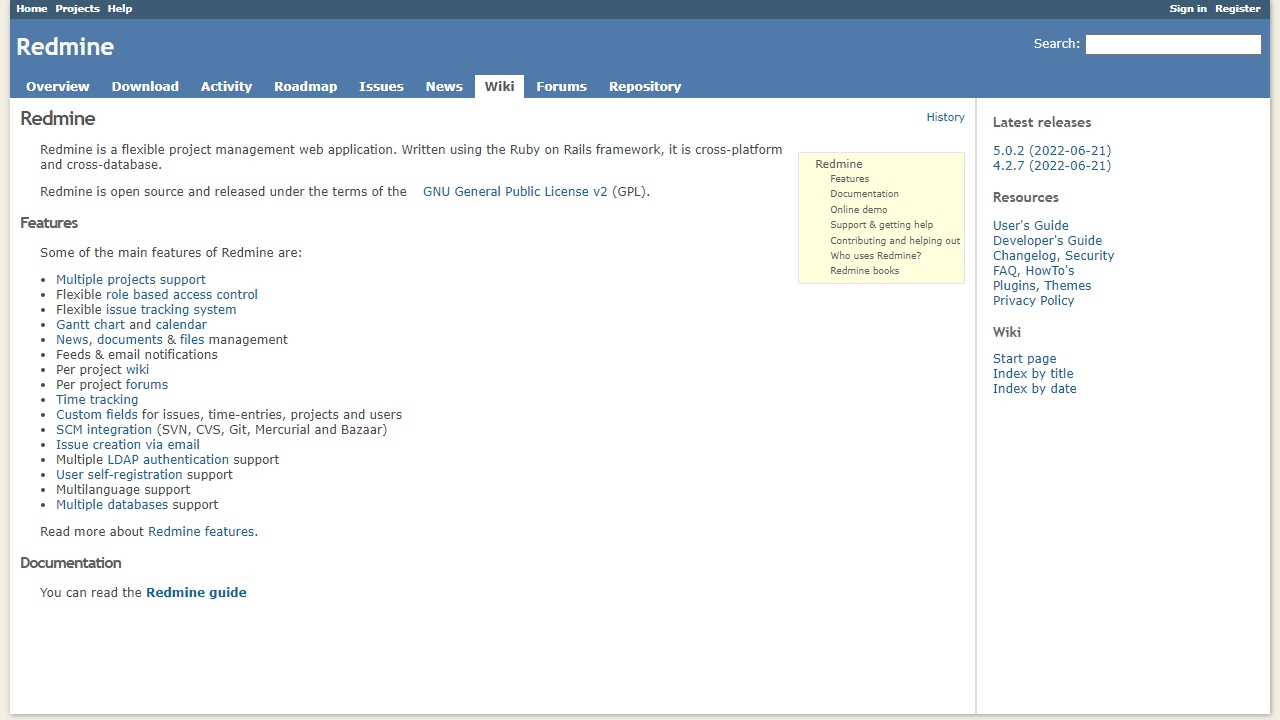 Home Projects Help Sign in Register
Redmine
Search:
Overview Download Activity Roadmap Issues News Wiki Forums Repository
Redmine
History
Redmine is a flexible project management web application. Written using the Ruby on Rails framework, it is cross-platform
and cross-database.
Redmine is open source and released under the terms of the GNU General Public License v2 (GPL).
Redmine
Features
Documentation
Online demo
Support & getting help
Contributing and helping out
Who uses Redmine?
Redmine books
Features
Some of the main features of Redmine are:
• Multiple projects support
• Flexible role based access control
• Flexible issue tracking system
• Gantt chart and calendar
• News, documents & files management
• Feeds & email notifications
• Per project wiki
• Per project forums
• Time tracking
• Custom fields for issues, time-entries, projects and users
• SCM integration (SVN, CVS, Git, Mercurial and Bazaar)
• Issue creation via email
• Multiple LDAP authentication support
• User self-registration support
• Multilanguage support
• Multiple databases support
Read more about Redmine features.
Documentation
You can read the Redmine guide
Latest releases
5.0.2 (2022-06-21)
4.2.7 (2022-06-21)
Resources
User's Guide
Developer's Guide
Changelog, Security
FAQ, HowTo's
Plugins, Themes
Privacy Policy
Wiki
Start page
Index by title
Index by date